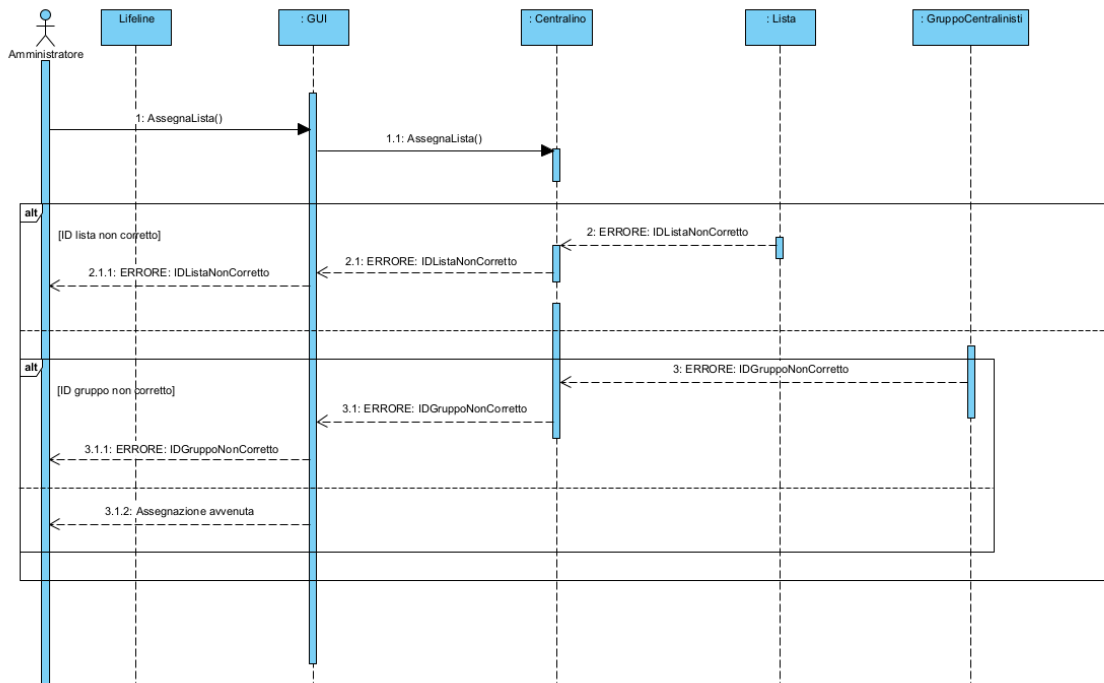 Lifeline
: GUI
: Centralino
: Lista
: GruppoCentralinisti
Amministratore
1: AssegnaLista()
1.1: AssegnaLista()
alt
[ID lista non corretto]
2: ERRORE: IDListaNonCorretto
2.1: ERRORE: IDListaNonCorretto
2.1.1: ERRORE: IDListaNonCorretto
alt
[ID gruppo non corretto]
3: ERRORE: IDGruppoNonCorretto
3.1: ERRORE: IDGruppoNonCorretto
3.1.1: ERRORE: IDGruppoNonCorretto
3.1.2: Assegnazione avvenuta